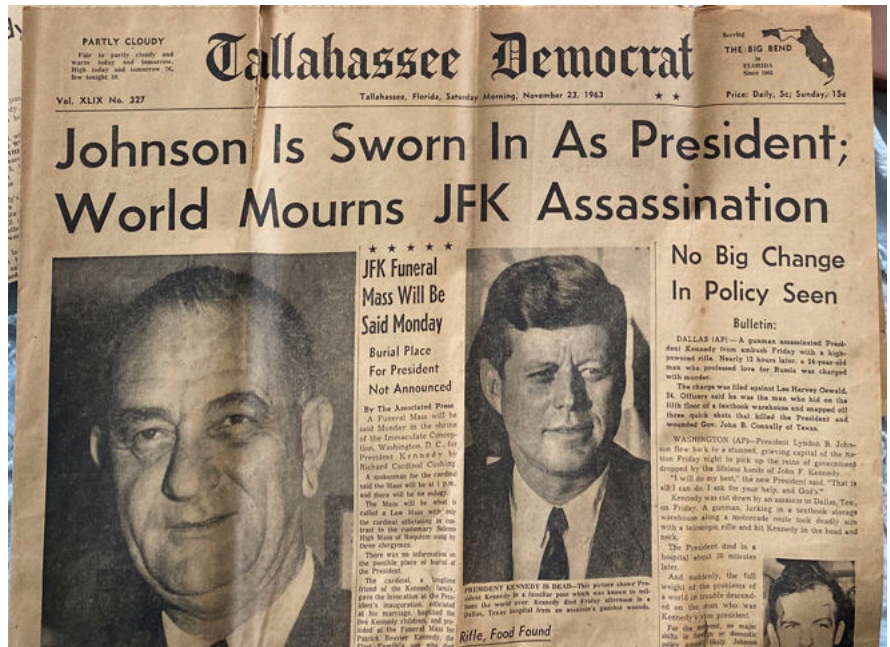 PARTLY CLOUDY
Fair to partly cloudy and
warm today and tomorrow.
High today and tomorrow 76,
low tonight 50.
Tallahassee Democrat
Serving
THE BIG BEND
in
FLORIDA
Since 1905
Vol. XLIX No. 327
Tallahassee, Florida, Saturday Morning, November 23, 1963
★ ★
Price: Daily, 5c; Sunday, 15c
Johnson Is Sworn In As President;
World Mourns JFK Assassination
★ ★ ★ ★ ★
JFK Funeral
Mass Will Be
Said Monday
Burial Place
For President
Not Announced
By The Associated Press
A Funeral Mass will be
said Monday in the shrine
of the Immaculate Concep-
tion, Washington, D. C., for
President Kennedy by
Richard Cardinal Cushing
A spokesman for the cardinal
said the Mass will be at 1 p.m.
and there will be no eulogy.
The Mass will be what is
called a Low Mass with only
the cardinal officiating in con-
trast to the customary Solemn
High Mass of Requiem sung by
three clergymen.
There was no information on
the possible place of burial of
the President.
The cardinal, a longtime
friend of the Kennedy family,
gave the invocation at the Pres-
ident's inauguration, officiated
at his marriage, baptized the
two Kennedy children, and pre-
sided at the Funeral Mass for
Patrick Bouvier Kennedy, the
PRESIDENT KENNEDY IS DEAD—This picture shows Pres-
ident Kennedy in a familiar pose which was known to mil-
lions the world over. Kennedy died Friday afternoon in a
Dallas, Texas hospital from an assassin's gunshot wounds.
Rifle, Food Found
No Big Change
In Policy Seen
Bulletin:
DALLAS (AP)—A gunman assassinated Presi-
dent Kennedy from ambush Friday with a high-
powered rifle. Nearly 12 hours later, a 24-year-old
man who professed love for Russia was charged
with murder.
The charge was filed against Lee Harvey Oswald,
24. Officers said he was the man who hid on the
fifth floor of a textbook warehouse and snapped off
three quick shots that killed the President and
wounded Gov. John B. Connally of Texas.
WASHINGTON (AP)—President Lyndon B. John-
son flew back to a stunned, grieving capital of the na-
tion Friday night to pick up the reins of government
dropped by the lifeless hands of John F. Kennedy.
"I will do my best," the new President said. "That is
all I can do. I ask for your help, and God's."
Kennedy was cut down by an assassin in Dallas, Tex.,
on Friday. A gunman, lurking in a textbook storage
warehouse along a motorcade route took deadly aim
with a telescopic rifle and hit Kennedy in the head and
neck.
The President died in a
hospital about 30 minutes
later.
And suddenly, the full
weight of the problems of
a world in trouble descend-
ed on the man who was
Kennedy's vice president.
For the moment, no major
shifts in foreign or domestic
policy likely. Johnson